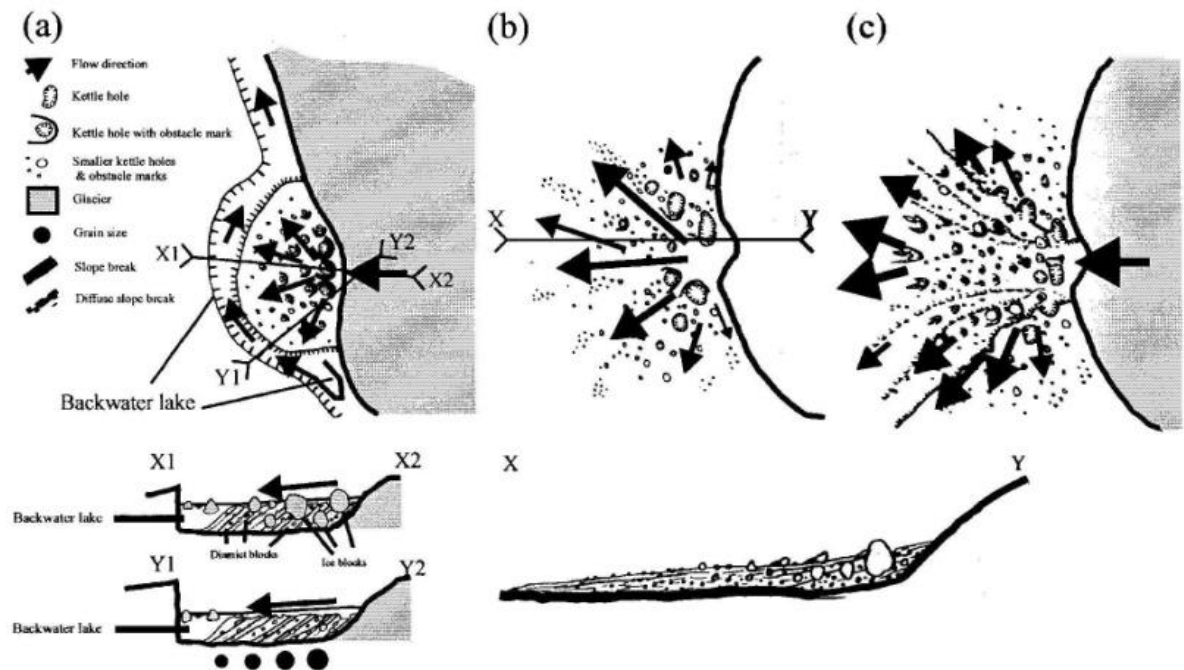 (a)
(b)
(c)
Flow direction
Kettle hole
Kettle hole with obstacle mark
Smaller kettle holes
& obstacle marks
Glacier
Grain size
Slope break
Diffuse slope break
X1
Y2
X2
Y1
Backwater lake
X
Y
X1
X2
Backwater lake
Diamict blocks
Ice blocks
Y1
Y2
Backwater lake
X
Y